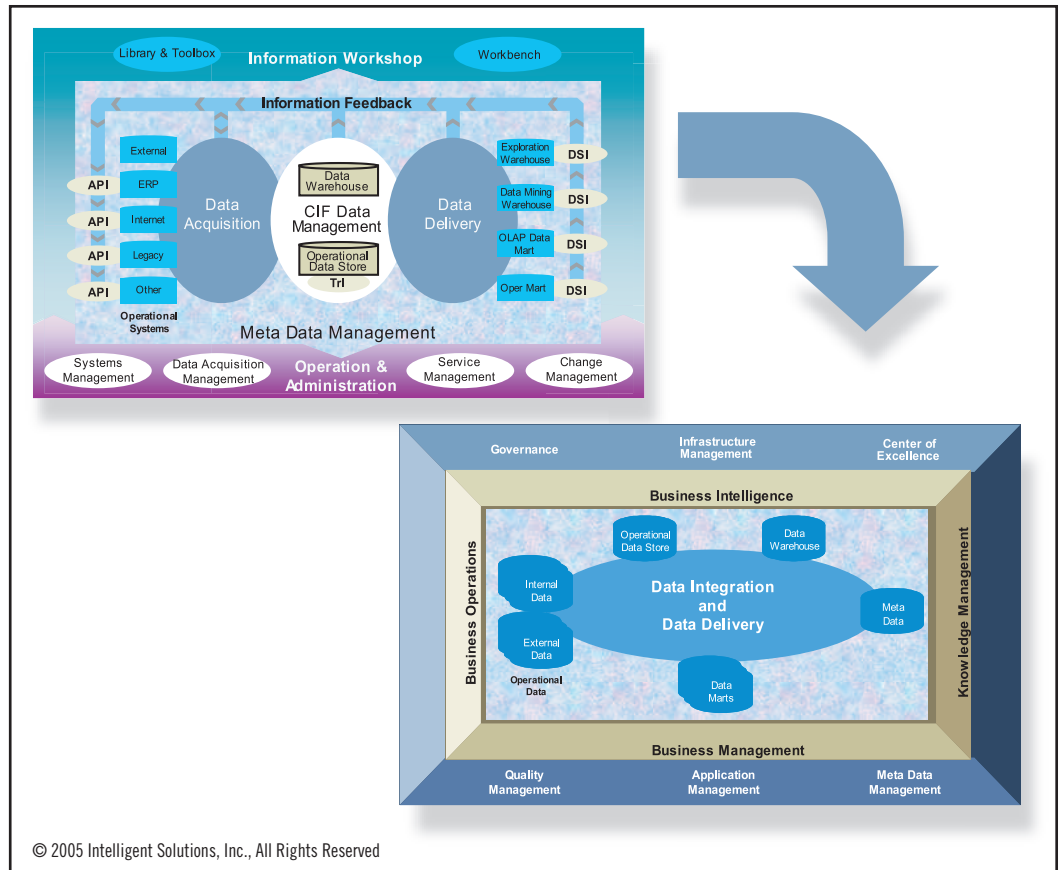 Library & Toolbox
Information Workshop
Workbench
Information Feedback
External
API
ERP
API
Internet
API
Legacy
API
Other
Operational
Systems
Data
Acquisition
Data
Warehouse
CIF Data
Management
Operational
Data Store
TrI
Data
Delivery
Exploration
Warehouse
DSI
Data Mining
Warehouse
DSI
OLAP Data
Mart
DSI
Oper Mart
DSI
Meta Data Management
Systems
Management
Data Acquisition
Management
Operation &
Administration
Service
Management
Change
Management
Governance
Infrastructure
Management
Center of
Excellence
Business Intelligence
Business Operations
Operational
Data Store
Data
Warehouse
Internal
Data
External
Data
Operational
Data
Data Integration
and
Data Delivery
Meta
Data
Data
Marts
Knowledge Management
Business Management
Quality
Management
Application
Management
Meta Data
Management
© 2005 Intelligent Solutions, Inc., All Rights Reserved